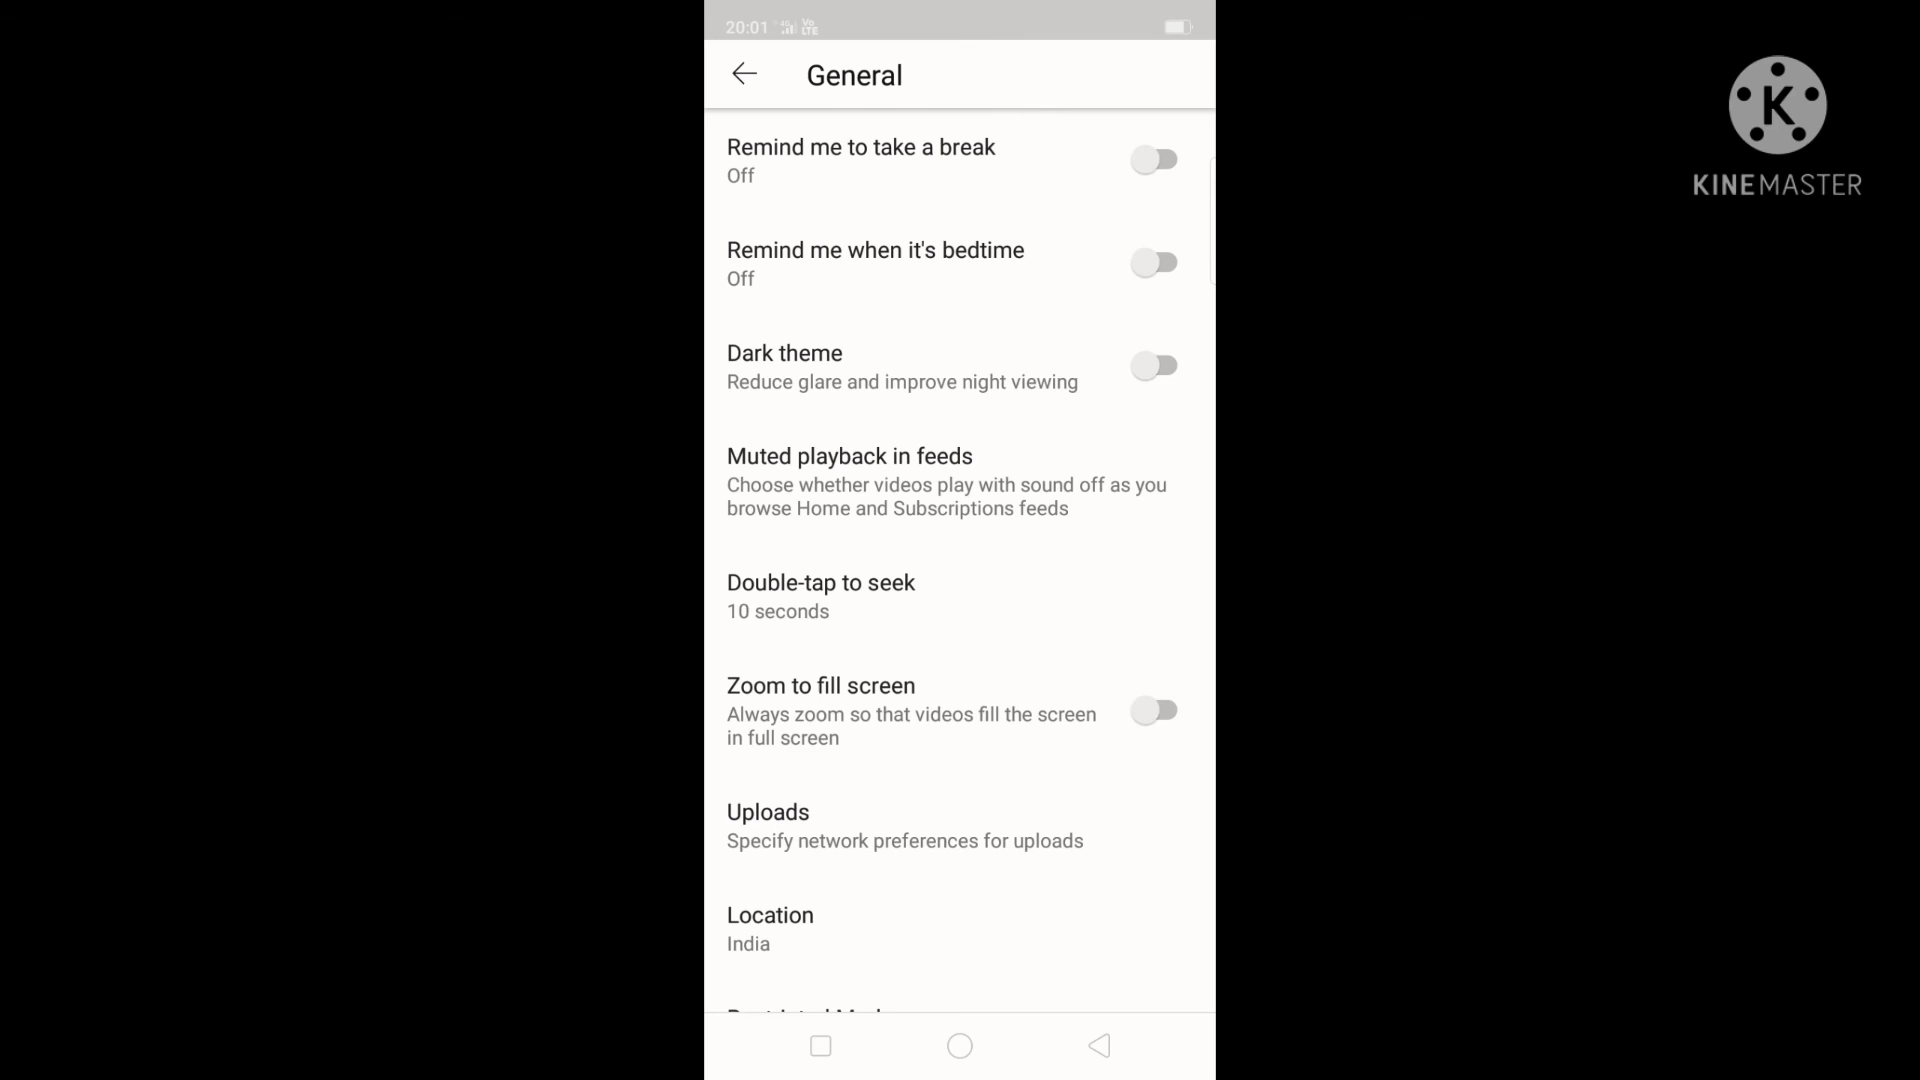 20:01 4G Vo LTE
General
KINEMASTER
Remind me to take a break
Off
Remind me when it's bedtime
Off
Dark theme
Reduce glare and improve night viewing
Muted playback in feeds
Choose whether videos play with sound off as you
browse Home and Subscriptions feeds
Double-tap to seek
10 seconds
Zoom to fill screen
Always zoom so that videos fill the screen
in full screen
Uploads
Specify network preferences for uploads
Location
India